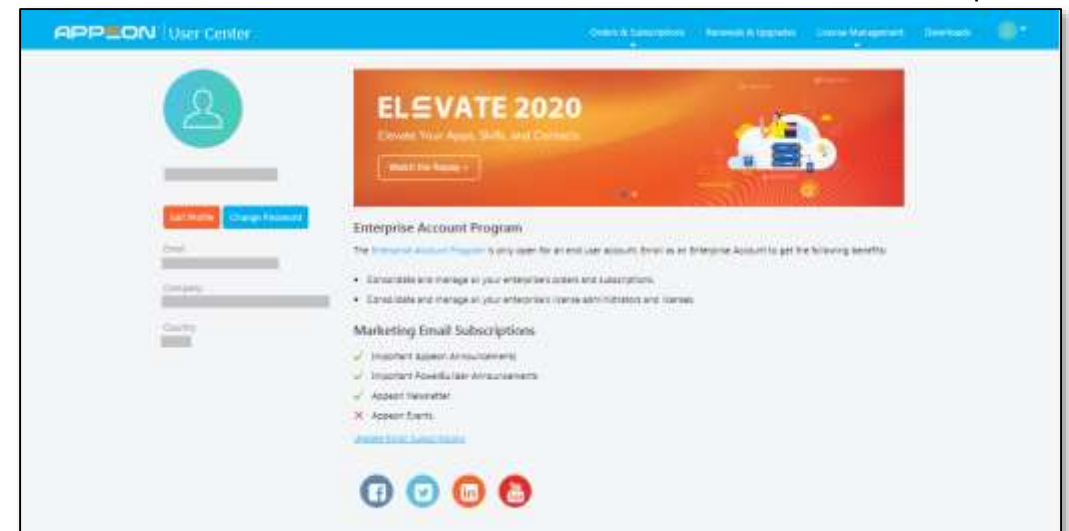 APPEON | User Center
Orders & Subscriptions Renewals & Upgrades License Management Downloads
ELEVATE 2020
Elevate Your Apps, Skills, and Contacts
Watch the Replay »
Edit Profile Change Password
Email
Company
Country
Enterprise Account Program
The Enterprise Account Program is only open for an end user account. Enroll as an Enterprise Account to get the following benefits:
• Consolidate and manage all your enterprise's orders and subscriptions.
• Consolidate and manage all your enterprise's license administrators and licenses.
Marketing Email Subscriptions
Important Appeon Announcements
Important PowerBuilder Announcements
Appeon Newsletter
Appeon Events
Update Email Subscriptions